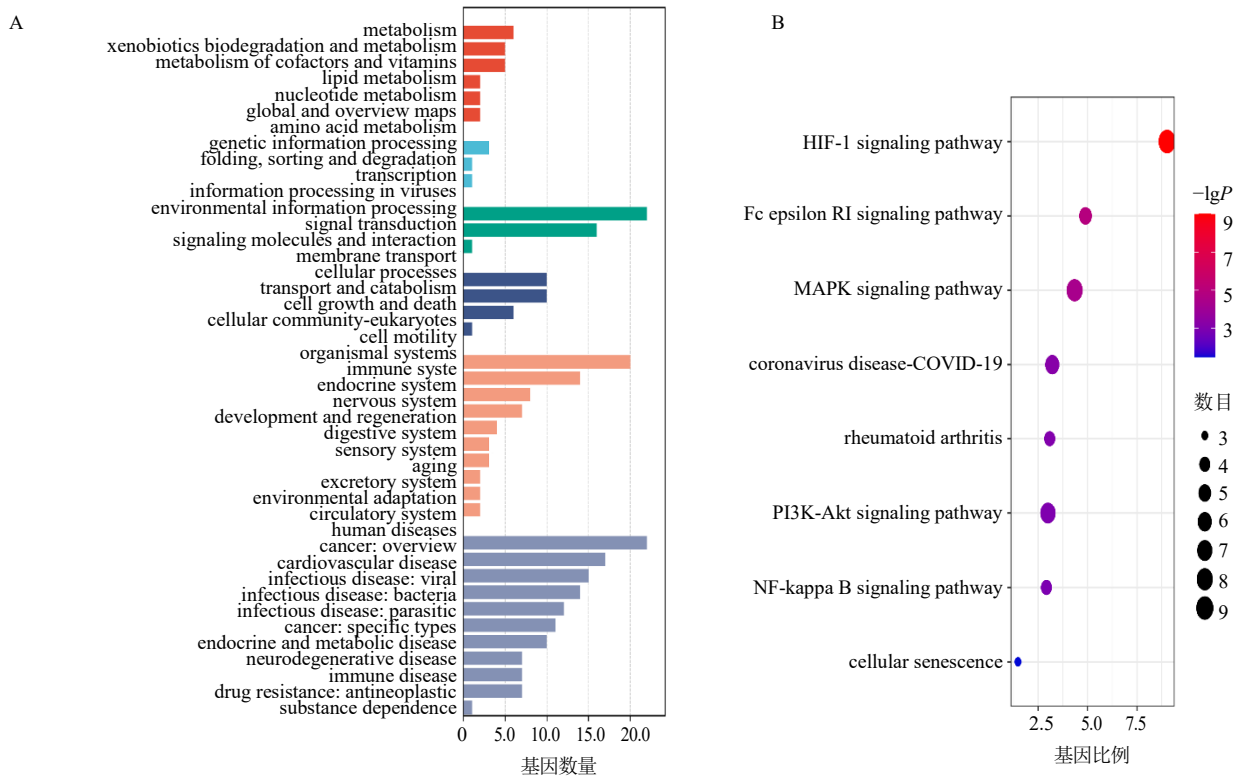 A
metabolism
xenobiotics biodegradation and metabolism
metabolism of cofactors and vitamins
lipid metabolism
nucleotide metabolism
global and overview maps
amino acid metabolism
genetic information processing
folding, sorting and degradation
transcription
information processing in viruses
environmental information processing
signal transduction
signaling molecules and interaction
membrane transport
cellular processes
transport and catabolism
cell growth and death
cellular community-eukaryotes
cell motility
organismal systems
immune syste
endocrine system
nervous system
development and regeneration
digestive system
sensory system
aging
excretory system
environmental adaptation
circulatory system
human diseases
cancer: overview
cardiovascular disease
infectious disease: viral
infectious disease: bacteria
infectious disease: parasitic
cancer: specific types
endocrine and metabolic disease
neurodegenerative disease
immune disease
drug resistance: antineoplastic
substance dependence
0 5.0 10.0 15.0 20.0
基因数量
B
HIF-1 signaling pathway
Fc epsilon RI signaling pathway
MAPK signaling pathway
coronavirus disease-COVID-19
rheumatoid arthritis
PI3K-Akt signaling pathway
NF-kappa B signaling pathway
cellular senescence
2.5 5.0 7.5
基因比例
−lgP
9
7
5
3
数目
3
4
5
6
7
8
9